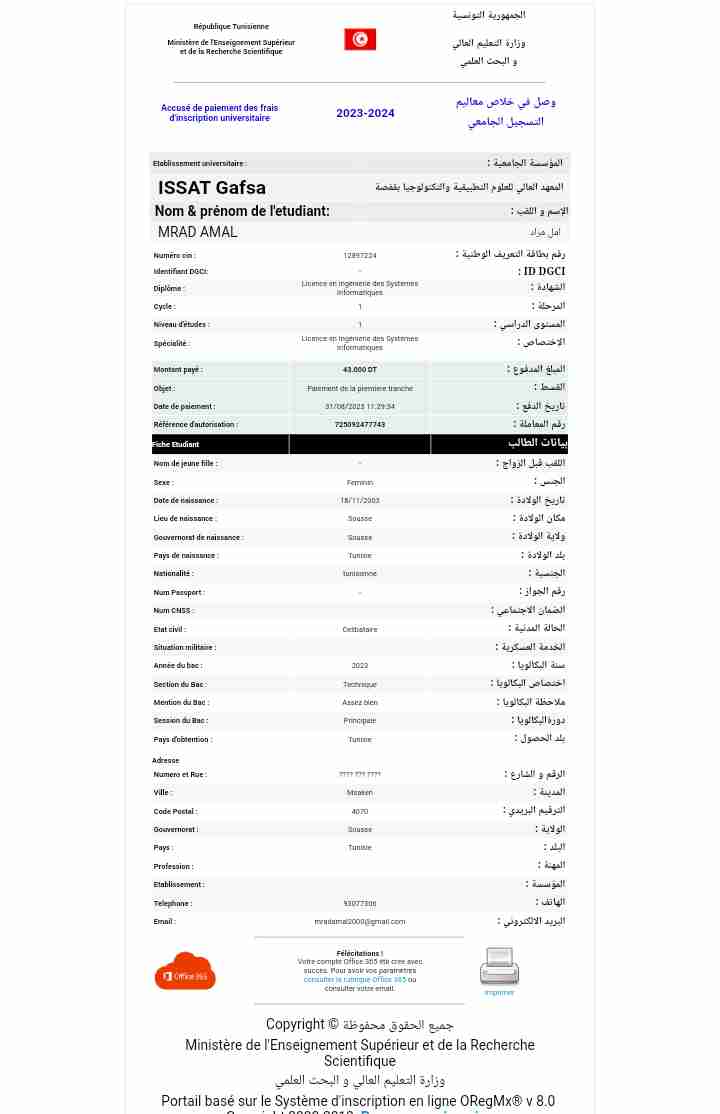 République Tunisienne
Ministère de l'Enseignement Supérieur
et de la Recherche Scientifique
الجمهورية التونسية
وزارة التعليم العالي
و البحث العلمي
Accusé de paiement des frais
d'inscription universitaire
2023-2024
وصل في خلاص معاليم
التسجيل الجامعي
Etablissement universitaire : المؤسسة الجامعية :
ISSAT Gafsa المعهد العالي للعلوم التطبيقية والتكنولوجيا بقفصة
Nom & prénom de l'etudiant: الإسم و اللقب :
MRAD AMAL امل مراد
Numéro cin : 12897224 رقم بطاقة التعريف الوطنية :
Identifiant DGCI: - ID DGCI :
Diplôme : Licence en Ingénierie des Systèmes Informatiques الشهادة :
Cycle : 1 المرحلة :
Niveau d'études : 1 المستوى الدراسي :
Spécialité : Licence en Ingénierie des Systèmes Informatiques الاختصاص :
Montant payé : 43.000 DT المبلغ المدفوع :
Objet : Paiement de la première tranche القسط :
Date de paiement : 31/08/2023 11:29:34 تاريخ الدفع :
Référence d'autorisation : 725092477743 رقم المعاملة :
Fiche Etudiant بيانات الطالب
Nom de jeune fille : - اللقب قبل الزواج :
Sexe : Feminin الجنس :
Date de naissance : 18/11/2003 تاريخ الولادة :
Lieu de naissance : Sousse مكان الولادة :
Gouvernorat de naissance : Sousse ولاية الولادة :
Pays de naissance : Tunisie بلد الولادة :
Nationalité : tunisienne الجنسية :
Num Passport : - رقم الجواز :
Num CNSS : الضمان الاجتماعي :
Etat civil : Celibataire الحالة المدنية :
Situation militaire : الخدمة العسكرية :
Année du bac : 2023 سنة البكالويا :
Section du Bac : Technique اختصاص البكالويا :
Mention du Bac : Assez bien ملاحظة البكالويا :
Session du Bac : Principale دورةالبكالويا :
Pays d'obtention : Tunisie بلد الحصول :
Adresse
Numero et Rue : ???? ??? ???? الرقم و الشارع :
Ville : Msaken المدينة :
Code Postal : 4070 الترقيم البريدي :
Gouvernorat : Sousse الولاية :
Pays : Tunisie البلد :
Profession : المهنة :
Etablissement : المؤسسة :
Telephone : 93077306 الهاتف :
Email : mradamal2000@gmail.com البريد الالكتروني :
Office 365
Félécitations !
Votre compte Office 365 été crée avec
succès. Pour avoir vos paramètres
consulter la rubrique Office 365 ou
consulter votre email.
Imprimer
Copyright © جميع الحقوق محفوظة
Ministère de l'Enseignement Supérieur et de la Recherche
Scientifique
وزارة التعليم العالي و البحث العلمي
Portail basé sur le Système d'inscription en ligne ORegMx® v 8.0